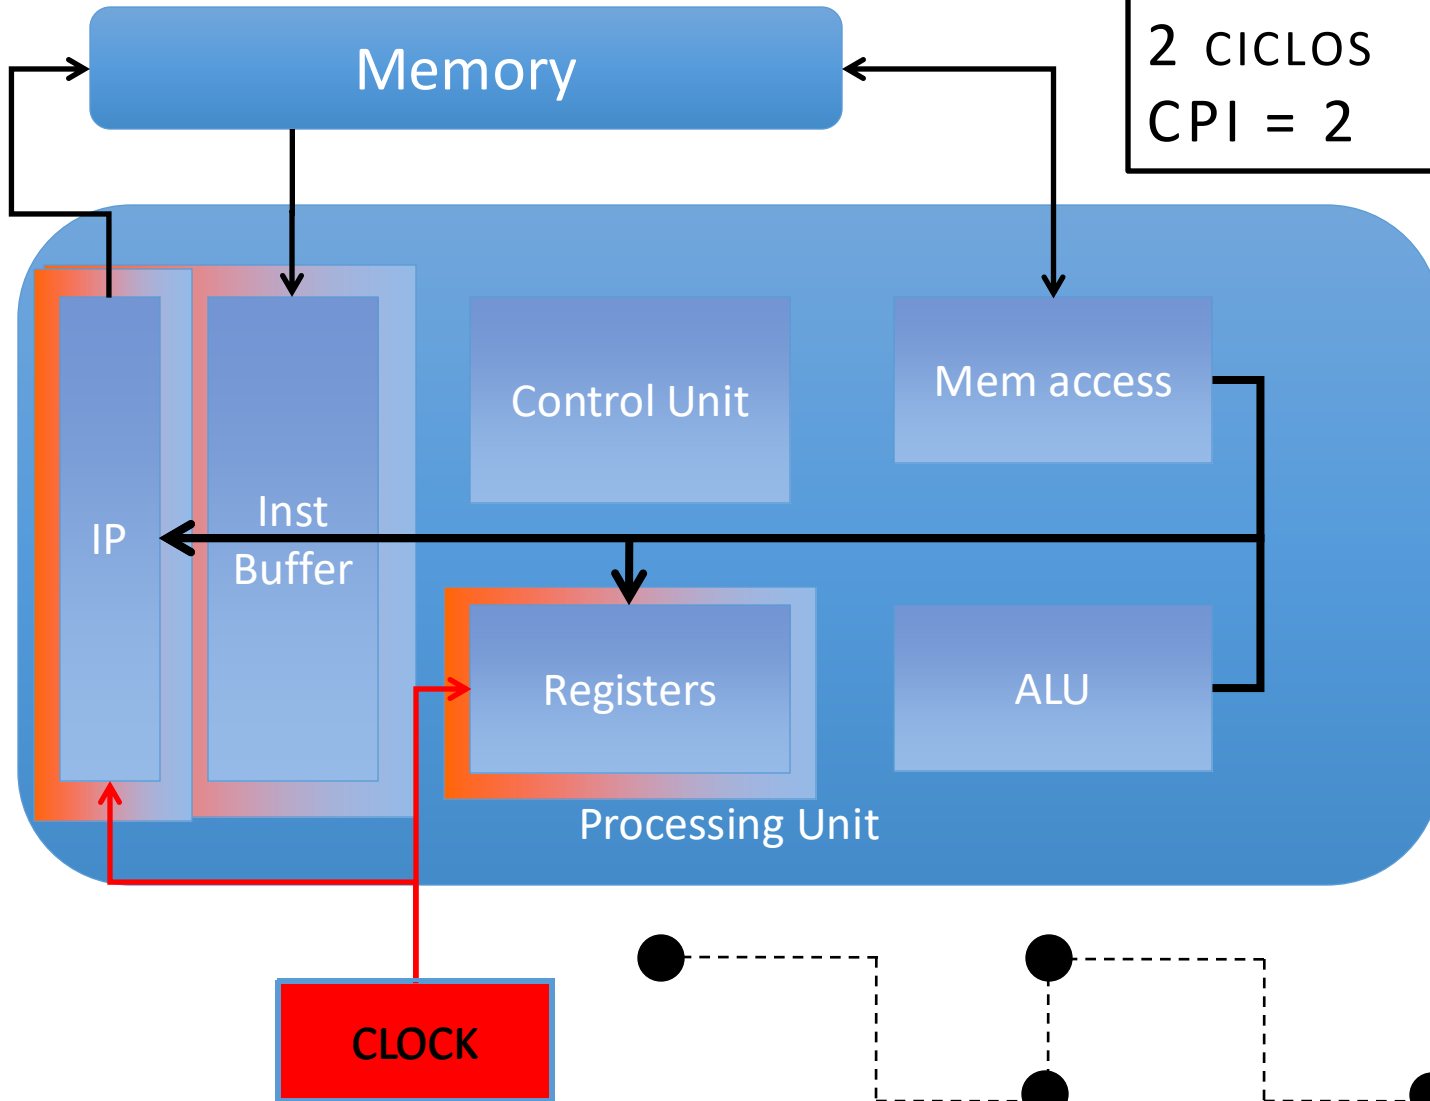 Memory
2 CICLOS
CPI = 2
Control Unit
Mem access
IP
Inst
Buffer
Registers
ALU
Processing Unit
CLOCK